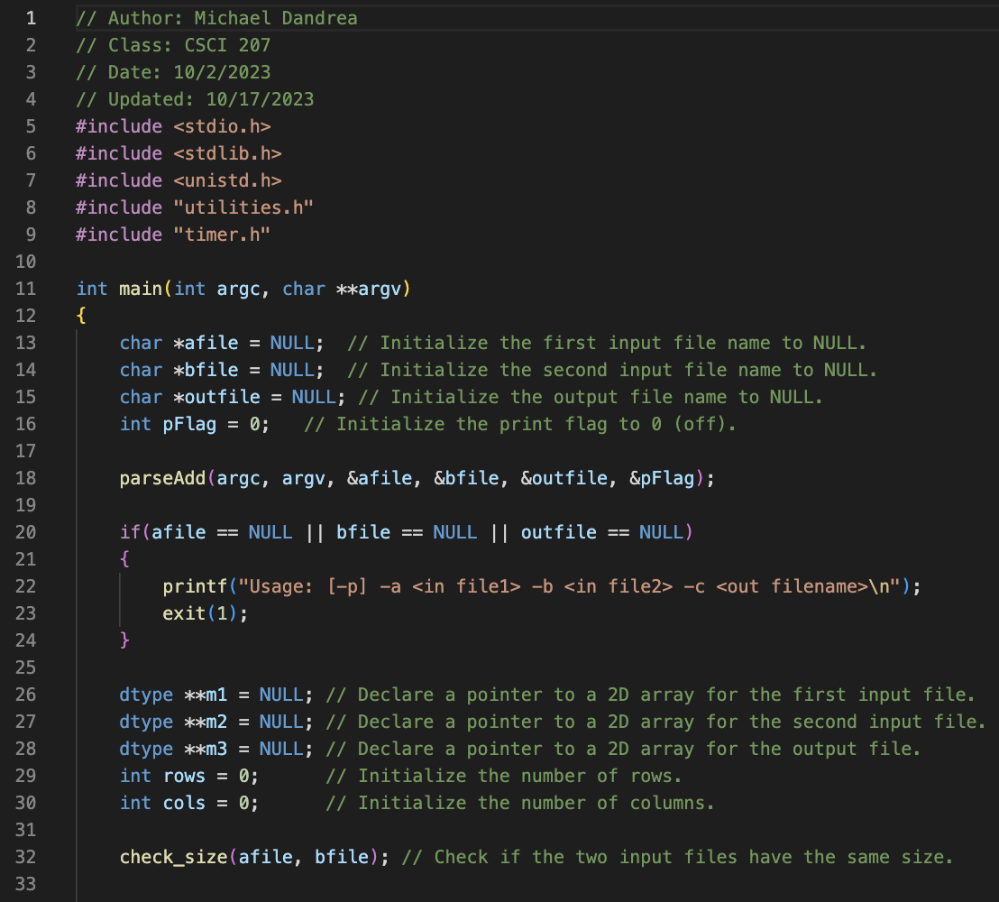 1 // Author: Michael Dandrea
2 // Class: CSCI 207
3 // Date: 10/2/2023
4 // Updated: 10/17/2023
5 #include <stdio.h>
6 #include <stdlib.h>
7 #include <unistd.h>
8 #include "utilities.h"
9 #include "timer.h"
10
11 int main(int argc, char **argv)
12 {
13     char *afile = NULL;  // Initialize the first input file name to NULL.
14     char *bfile = NULL;  // Initialize the second input file name to NULL.
15     char *outfile = NULL; // Initialize the output file name to NULL.
16     int pFlag = 0;   // Initialize the print flag to 0 (off).
17
18     parseAdd(argc, argv, &afile, &bfile, &outfile, &pFlag);
19
20     if(afile == NULL || bfile == NULL || outfile == NULL)
21     {
22         printf("Usage: [-p] -a <in file1> -b <in file2> -c <out filename>\n");
23         exit(1);
24     }
25
26     dtype **m1 = NULL; // Declare a pointer to a 2D array for the first input file.
27     dtype **m2 = NULL; // Declare a pointer to a 2D array for the second input file.
28     dtype **m3 = NULL; // Declare a pointer to a 2D array for the output file.
29     int rows = 0;      // Initialize the number of rows.
30     int cols = 0;      // Initialize the number of columns.
31
32     check_size(afile, bfile); // Check if the two input files have the same size.
33